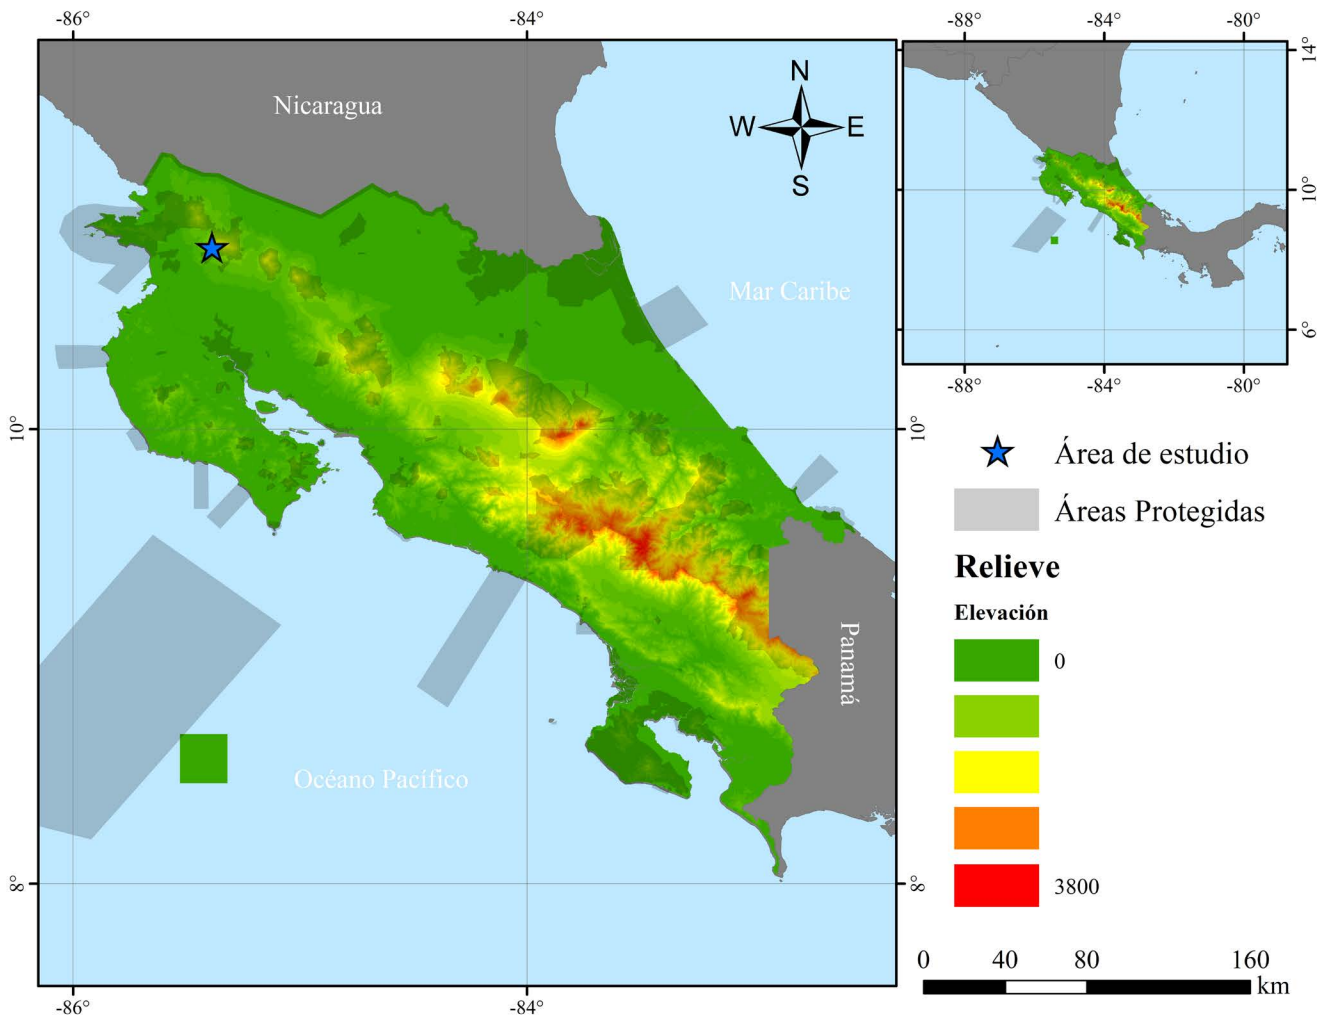 -86°
-84°
-88°
-84°
-80°
Nicaragua
N
W
E
S
Mar Caribe
14°
10°
6°
-88°
-84°
-80°
10°
10°
Área de estudio
Áreas Protegidas
Relieve
Elevación
0
3800
Panamá
Océano Pacífico
8°
8°
0
40
80
160
km
-86°
-84°